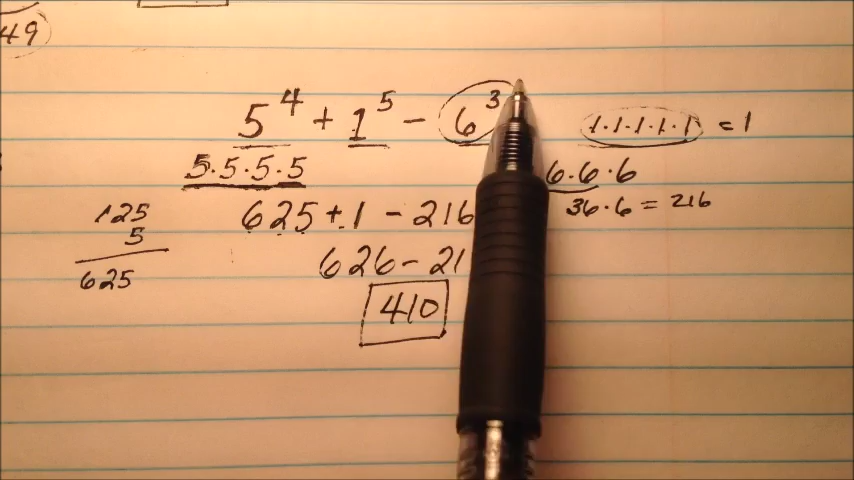 49
5⁴ + 1⁵ - 6³
1·1·1·1·1 = 1
5·5·5·5
6·6·6
125
5
625
625 + 1 - 216
36·6 = 216
626 - 21
410